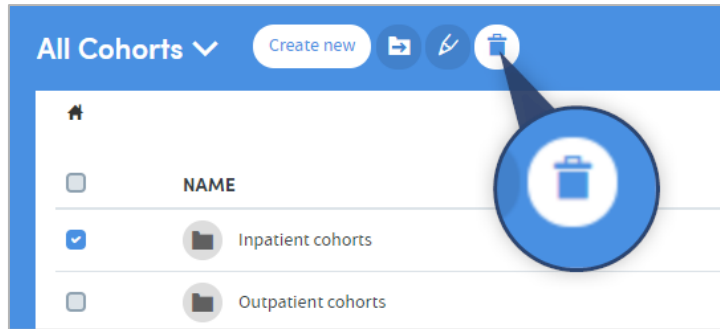 All Cohorts Create new
NAME
Inpatient cohorts
Outpatient cohorts